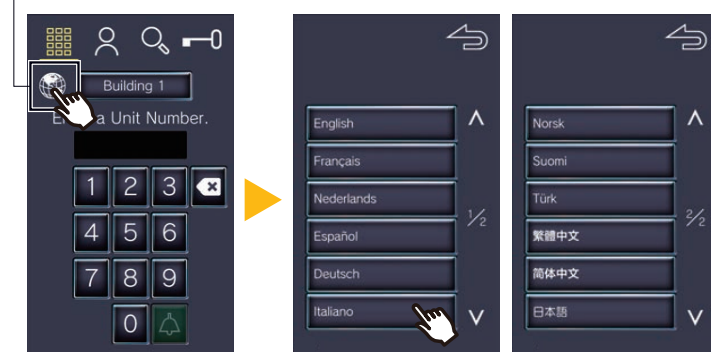 Building 1
a Unit Number.
1 2 3
4 5 6
7 8 9
0
English
Français
Nederlands
Español
Deutsch
Italiano
1/2
Norsk
Suomi
Türk
繁體中文
简体中文
日本語
2/2